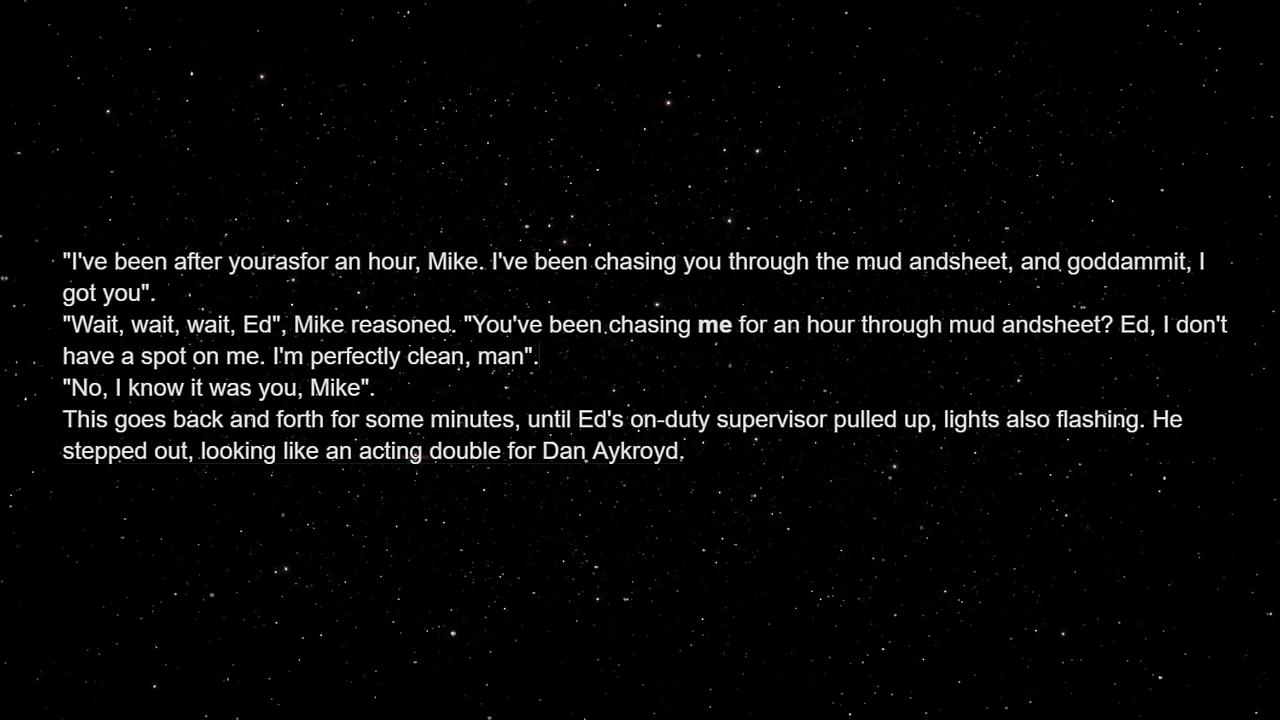 "I've been after yourasfor an hour, Mike. I've been chasing you through the mud andsheet, and goddammit, I
got you".
"Wait, wait, wait, Ed", Mike reasoned. "You've been chasing me for an hour through mud andsheet? Ed, I don't
have a spot on me. I'm perfectly clean, man".
"No, I know it was you, Mike".
This goes back and forth for some minutes, until Ed's on-duty supervisor pulled up, lights also flashing. He
stepped out, looking like an acting double for Dan Aykroyd.